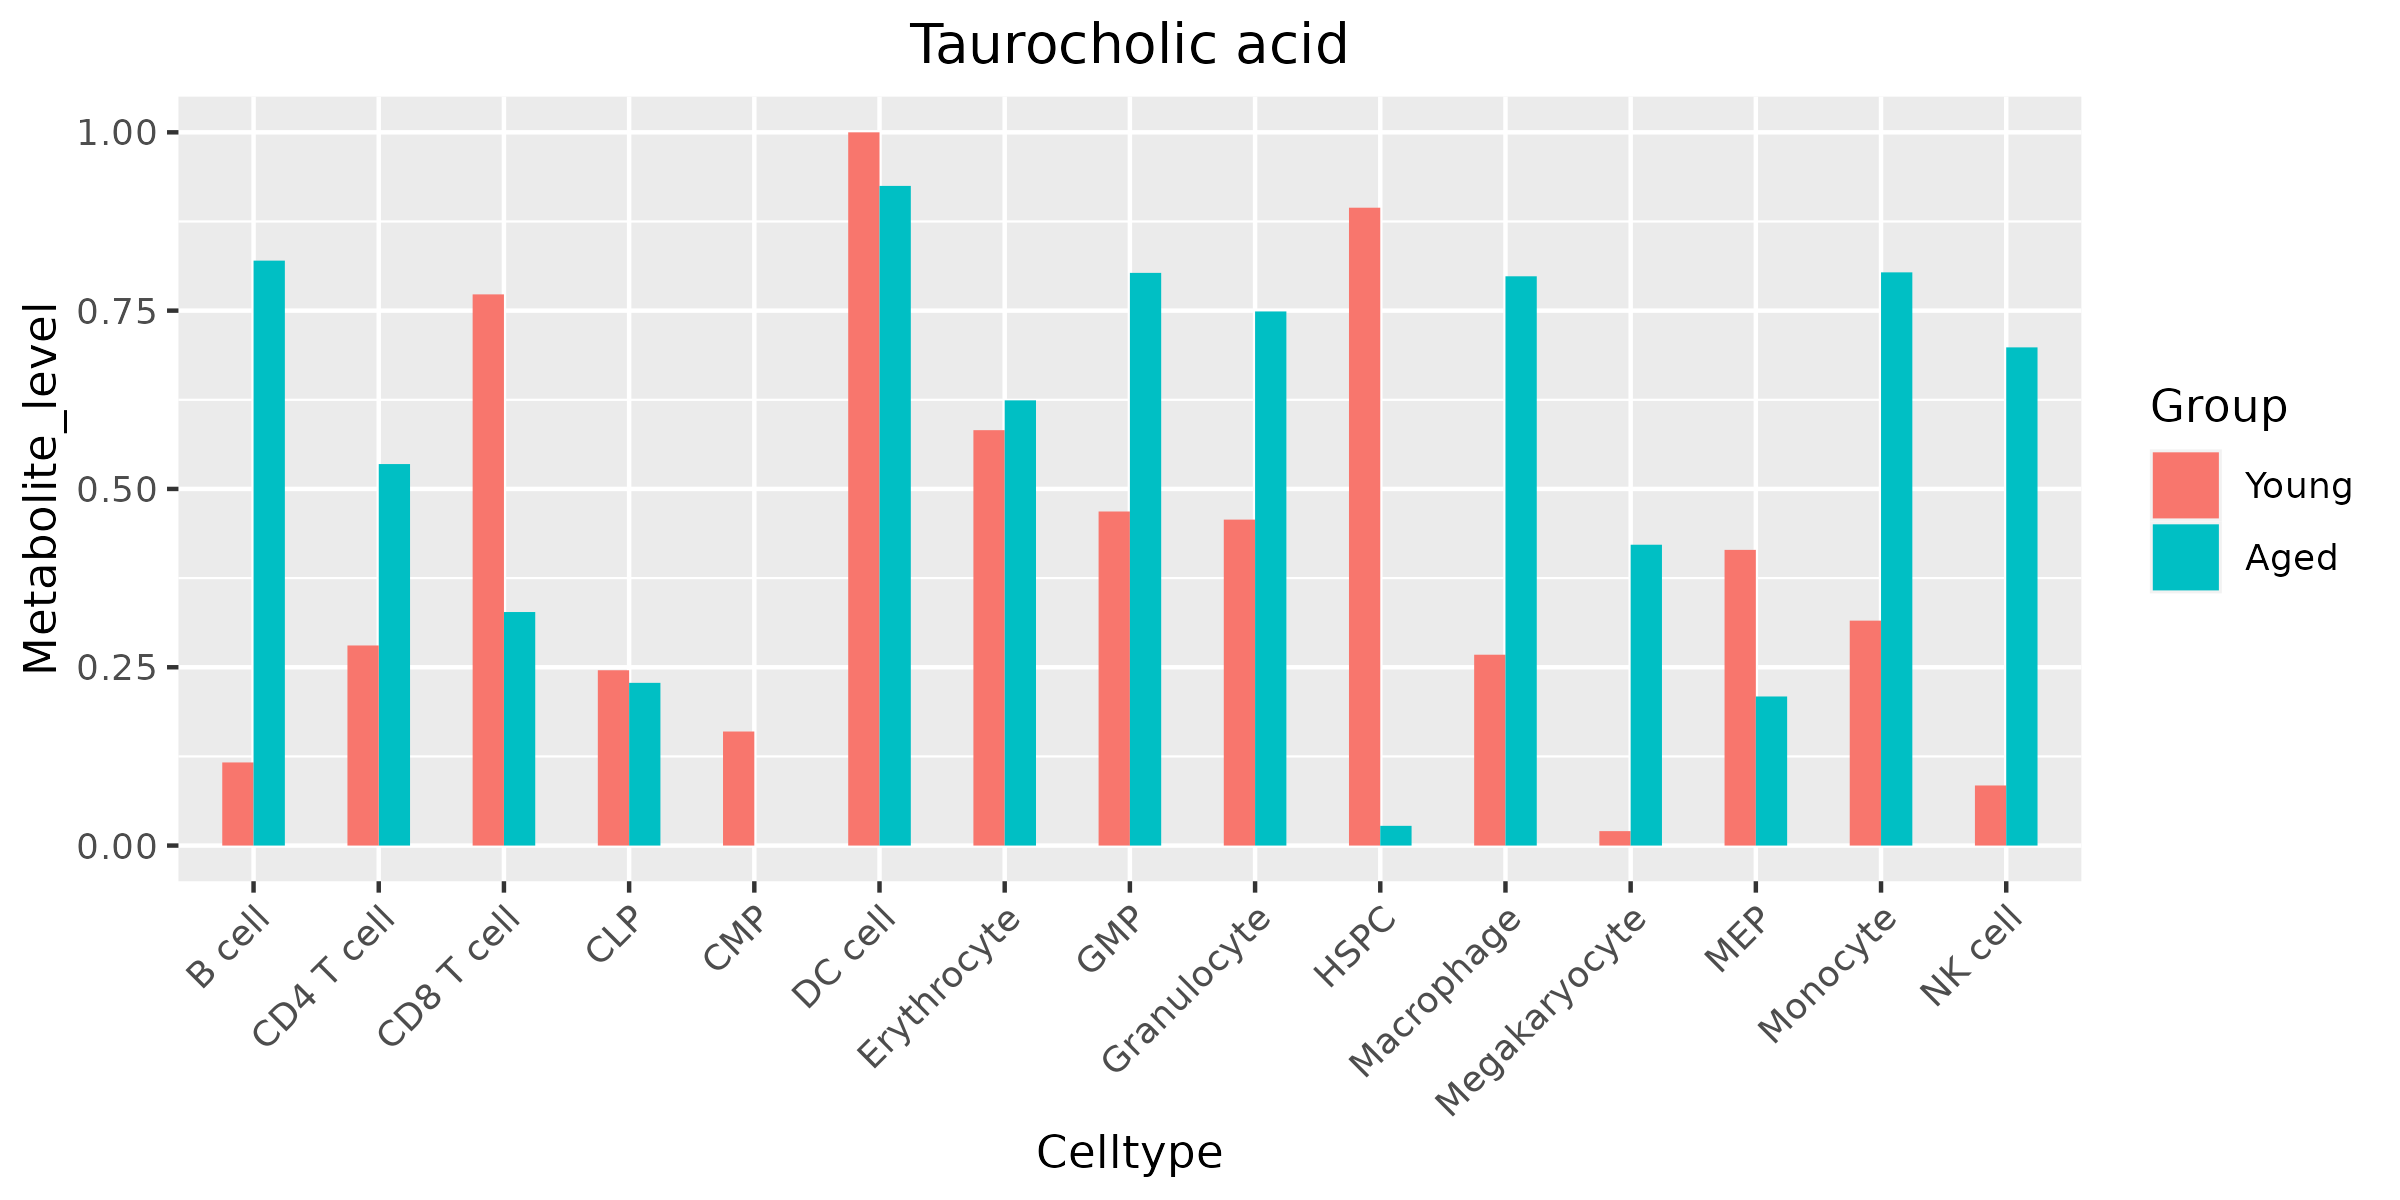 Taurocholic acid
Metabolite_level
1.00
0.75
0.50
0.25
0.00
B cell
CD4 T cell
CD8 T cell
CLP
CMP
DC cell
Erythrocyte
GMP
Granulocyte
HSPC
Macrophage
Megakaryocyte
MEP
Monocyte
NK cell
Celltype
Group
Young
Aged